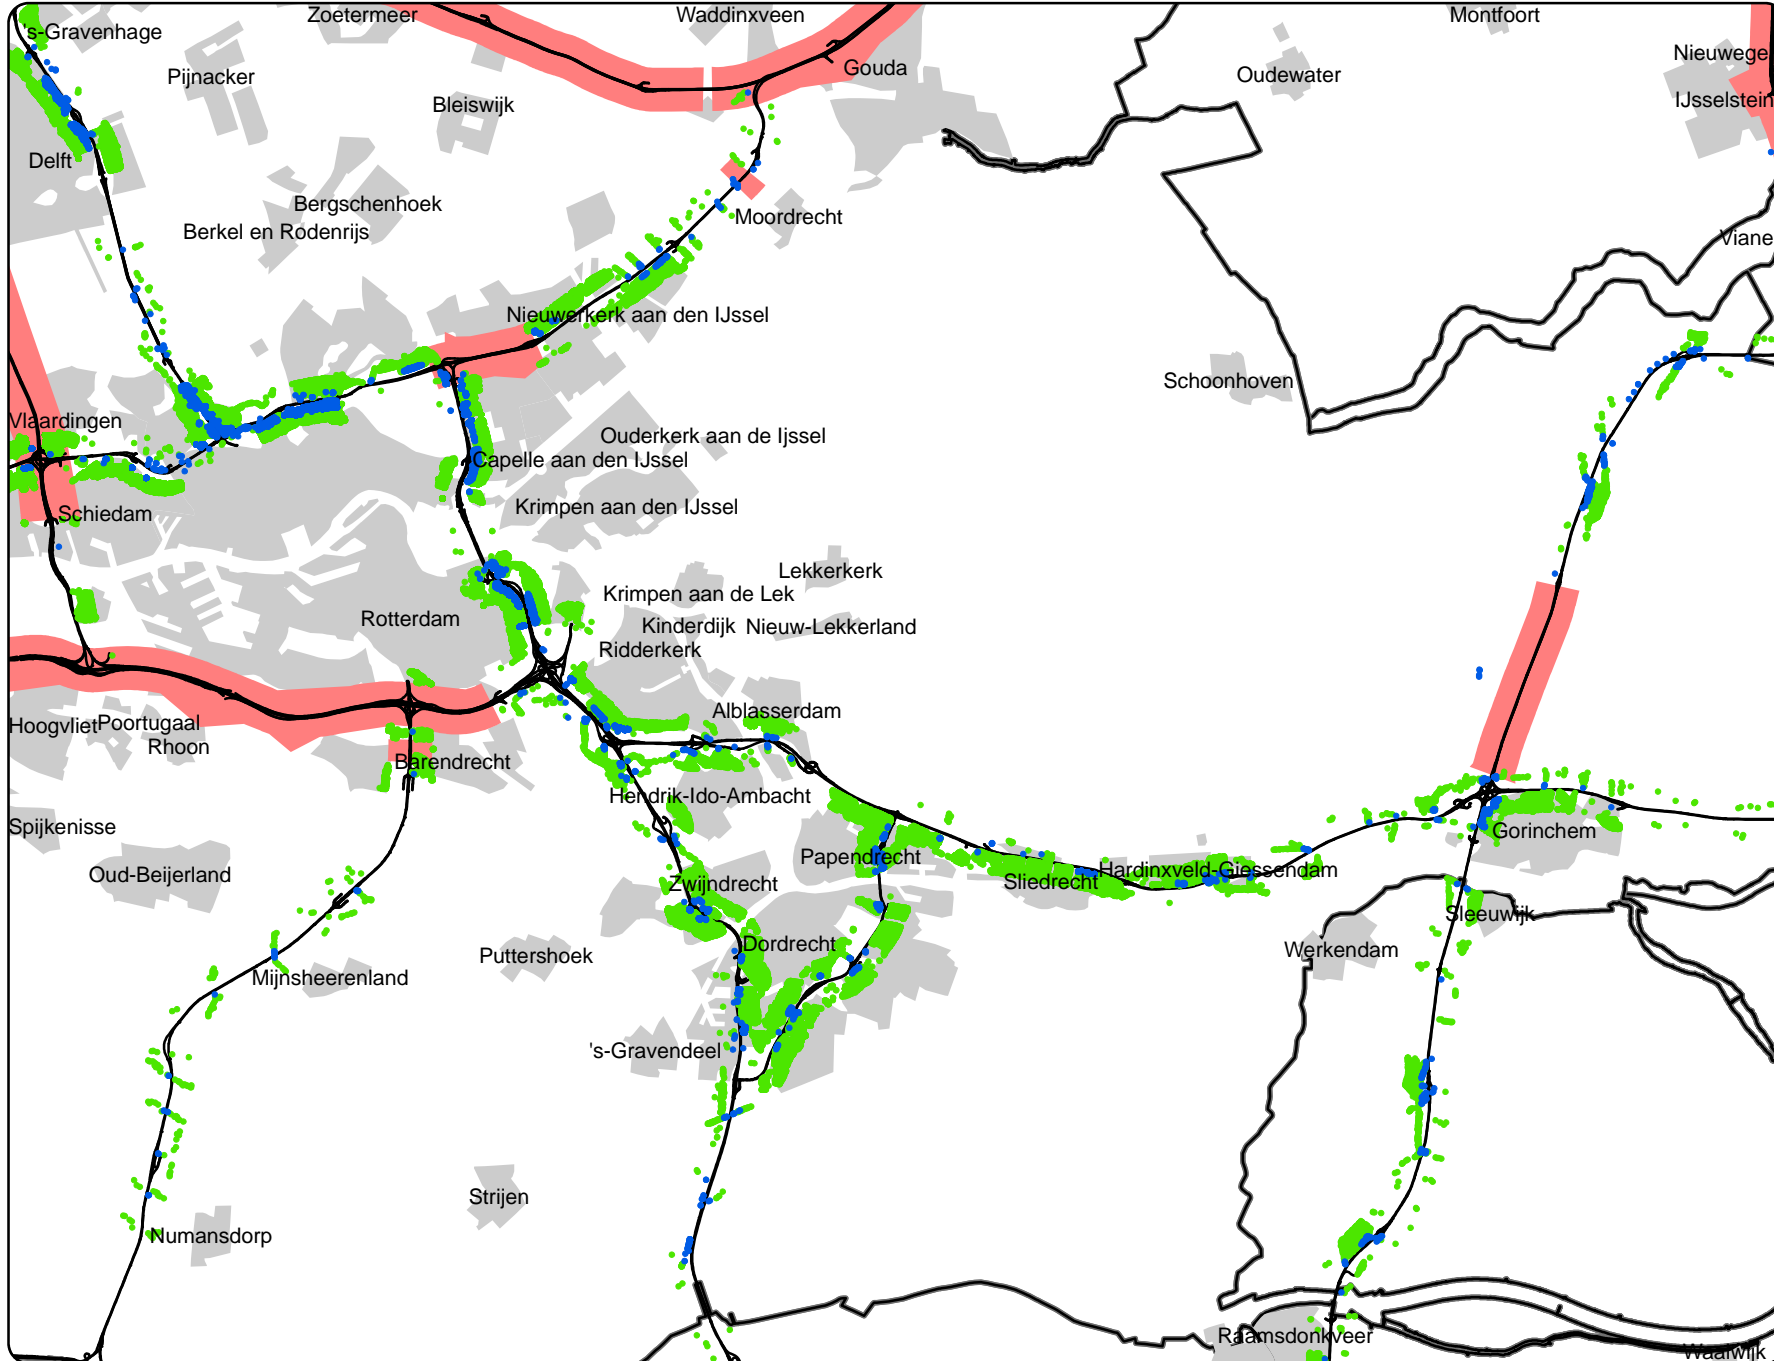 Zoetermeer
Waddinxveen
Montfoort
's-Gravenhage
Nieuwege
Gouda
Pijnacker
Oudewater
Bleiswijk
IJsselstein
Delft
Bergschenhoek
Moordrecht
Berkel en Rodenrijs
Viane
Nieuwerkerk aan den IJssel
Schoonhoven
Vlaardingen
Ouderkerk aan de Ijssel
Capelle aan den IJssel
Krimpen aan den IJssel
Schiedam
Lekkerkerk
Krimpen aan de Lek
Rotterdam
Kinderdijk
Nieuw-Lekkerland
Ridderkerk
Alblasserdam
Hoogvliet
Poortugaal
Rhoon
Barendrecht
Hendrik-Ido-Ambacht
Spijkenisse
Gorinchem
Papendrecht
Oud-Beijerland
Hardinxveld-Giessendam
Zwijndrecht
Sliedrecht
Sleeuwijk
Dordrecht
Werkendam
Puttershoek
Mijnsheerenland
's-Gravendeel
Strijen
Numansdorp
Raamsdonkveer
Waalwijk